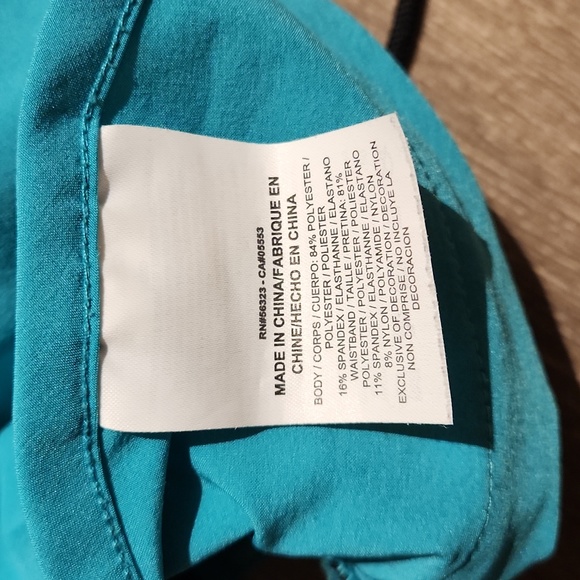 RN#56323 - CA#05553
MADE IN CHINA/FABRIQUE EN
CHINE/HECHO EN CHINA
BODY / CORPS / CUERPO: 84% POLYESTER /
POLYESTER / POLIESTER
16% SPANDEX / ELASTHANNE / ELASTANO
WAISTBAND / TAILLE / PRETINA: 81%
POLYESTER / POLYESTER / POLIESTER
11% SPANDEX / ELASTHANNE / ELASTANO
8% NYLON / POLYAMIDE / NYLON
EXCLUSIVE OF DECORATION / DECORATION
NON COMPRISE / NO INCLUYE LA
DECORACION